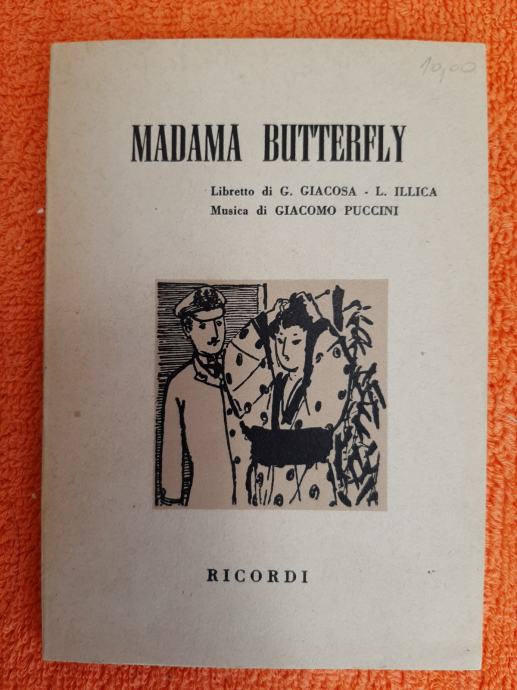 10,00
MADAMA BUTTERFLY
Libretto di G. GIACOSA - L. ILLICA
Musica di GIACOMO PUCCINI
RICORDI